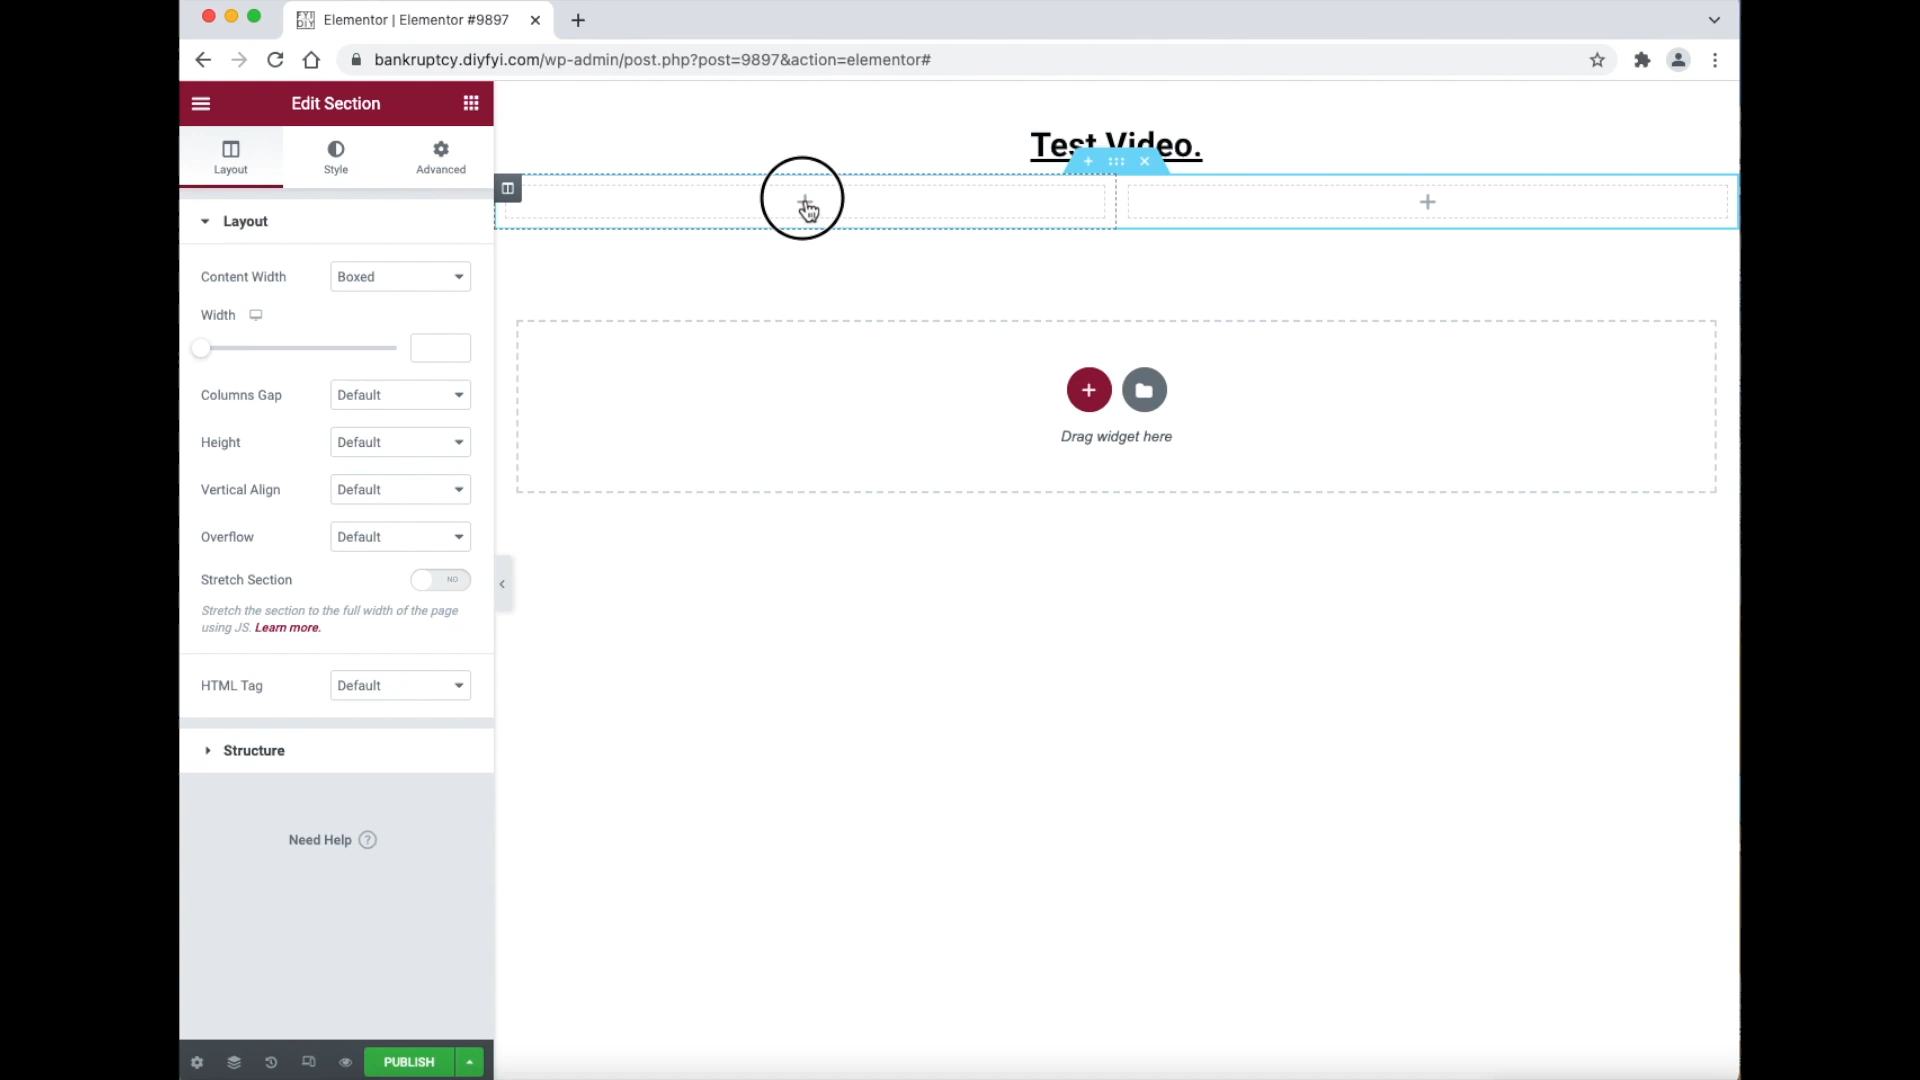 Elementor | Elementor #9897
bankruptcy.diyfyi.com/wp-admin/post.php?post=9897&action=elementor#
Edit Section
Layout
Style
Advanced
Layout
Content Width
Boxed
Width
Columns Gap
Default
Height
Default
Vertical Align
Default
Overflow
Default
Stretch Section
NO
Stretch the section to the full width of the page
using JS. Learn more.
HTML Tag
Default
Structure
Need Help ?
PUBLISH
Test Video.
Drag widget here